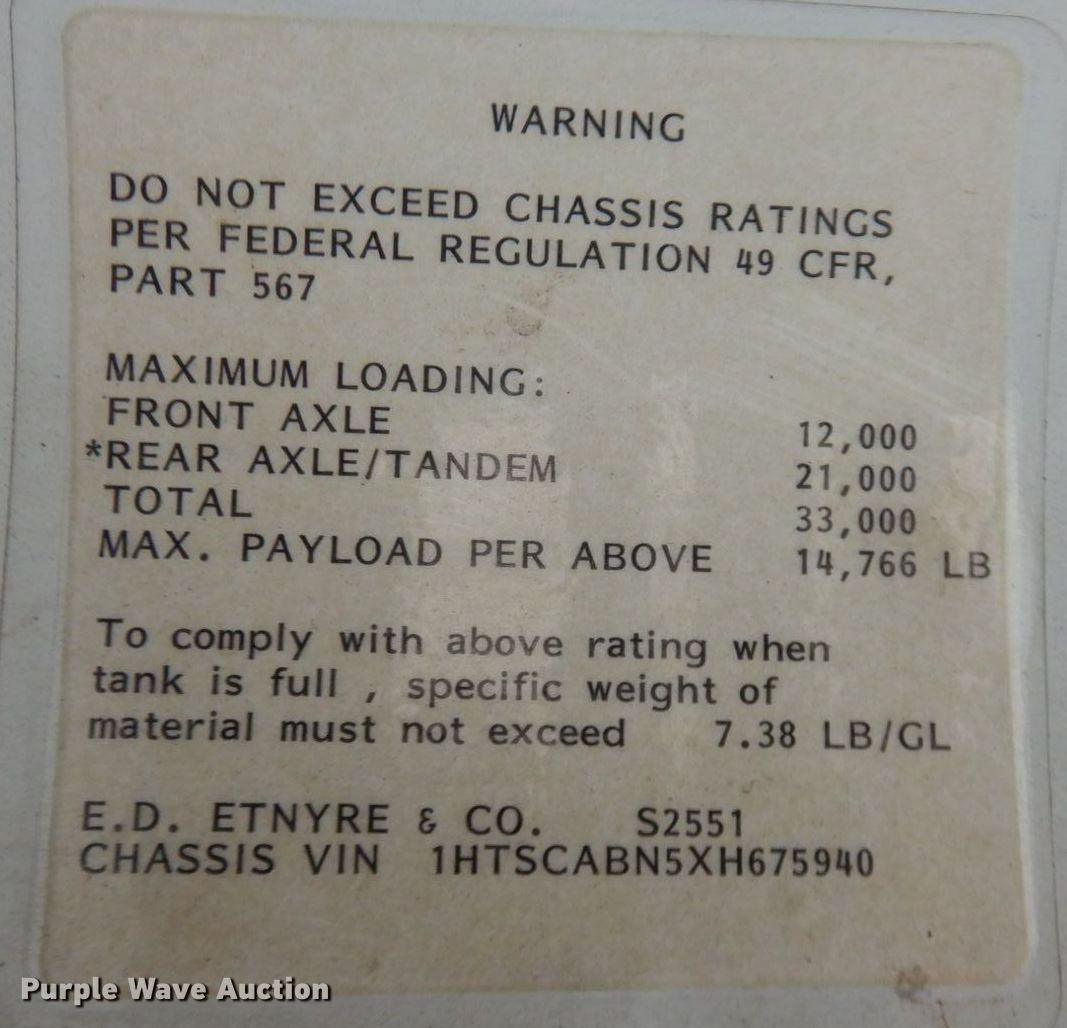 WARNING
DO NOT EXCEED CHASSIS RATINGS
PER FEDERAL REGULATION 49 CFR,
PART 567
MAXIMUM LOADING:
FRONT AXLE 12,000
*REAR AXLE/TANDEM 21,000
TOTAL 33,000
MAX. PAYLOAD PER ABOVE 14,766 LB
To comply with above rating when
tank is full , specific weight of
material must not exceed 7.38 LB/GL
E.D. ETNYRE & CO. S2551
CHASSIS VIN 1HTSCABN5XH675940
Purple Wave Auction